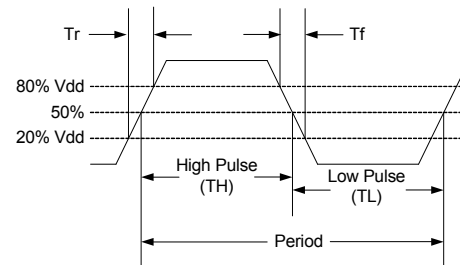 Tr
Tf
80% Vdd
50%
20% Vdd
High Pulse
(TH)
Low Pulse
(TL)
Period